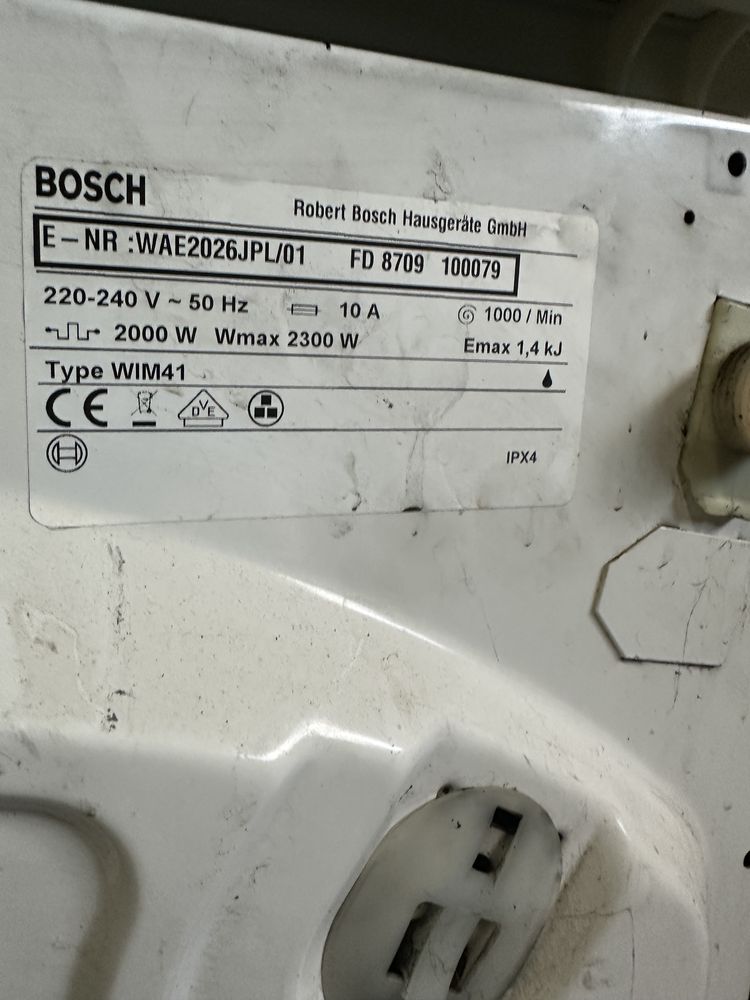 BOSCH
Robert Bosch Hausgeräte GmbH
E-NR :WAE2026JPL/01 FD 8709 100079
220-240 V ~ 50 Hz 10 A 1000 / Min
2000 W Wmax 2300 W Emax 1,4 kJ
Type WIM41
CE DVE
IPX4